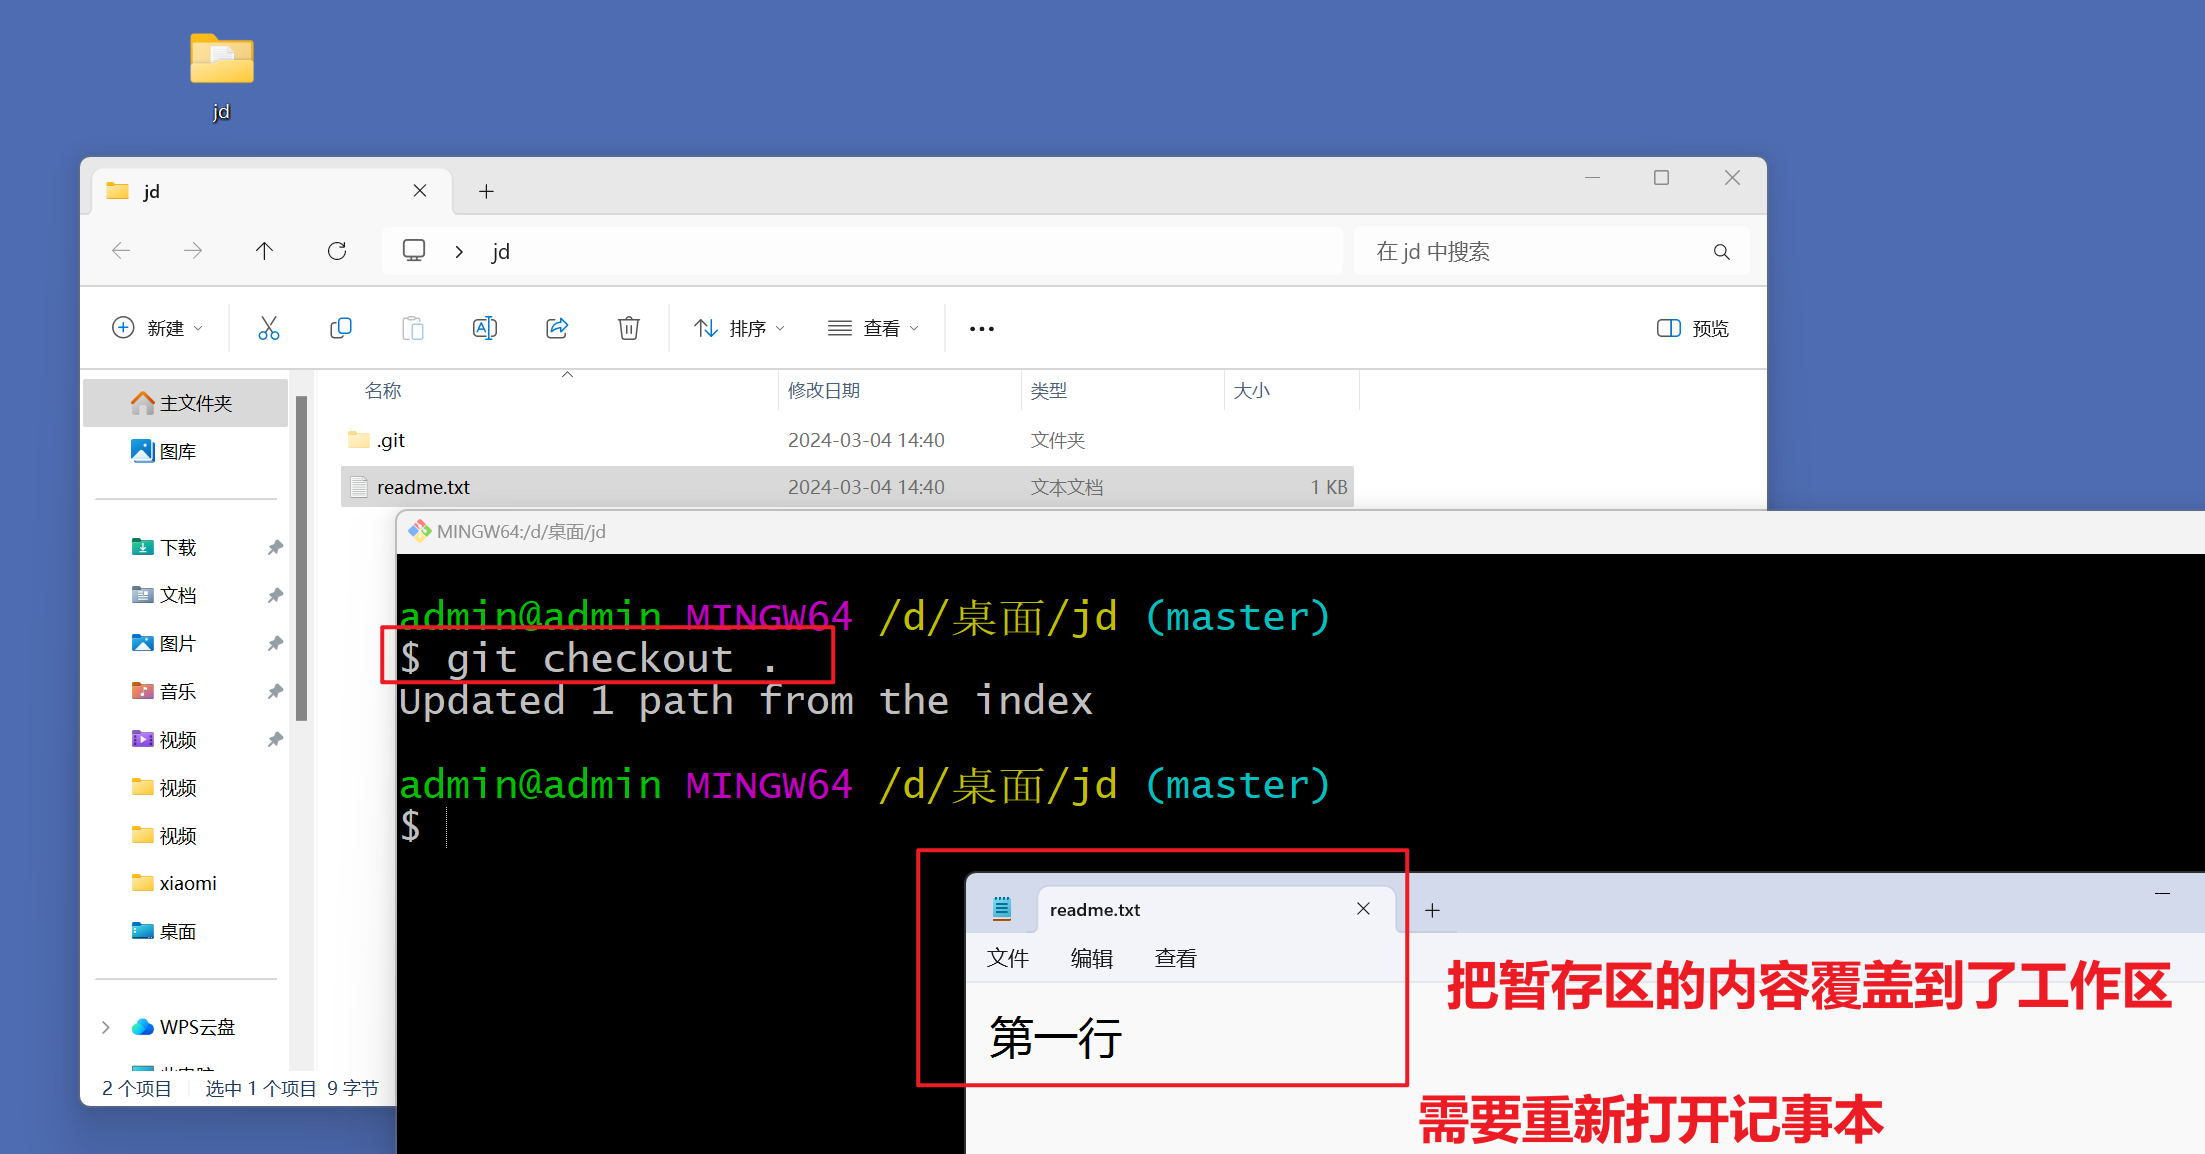 jd
jd
jd
在 jd 中搜索
新建
排序
查看
预览
名称
修改日期
类型
大小
主文件夹
图库
.git
2024-03-04 14:40
文件夹
readme.txt
2024-03-04 14:40
文本文档
1 KB
下载
文档
图片
音乐
视频
视频
视频
xiaomi
桌面
WPS云盘
此电脑
2 个项目
选中 1 个项目 9 字节
MINGW64:/d/桌面/jd
admin@admin MINGW64 /d/桌面/jd (master)
$ git checkout .
Updated 1 path from the index
admin@admin MINGW64 /d/桌面/jd (master)
$
readme.txt
文件
编辑
查看
第一行
把暂存区的内容覆盖到了工作区
需要重新打开记事本